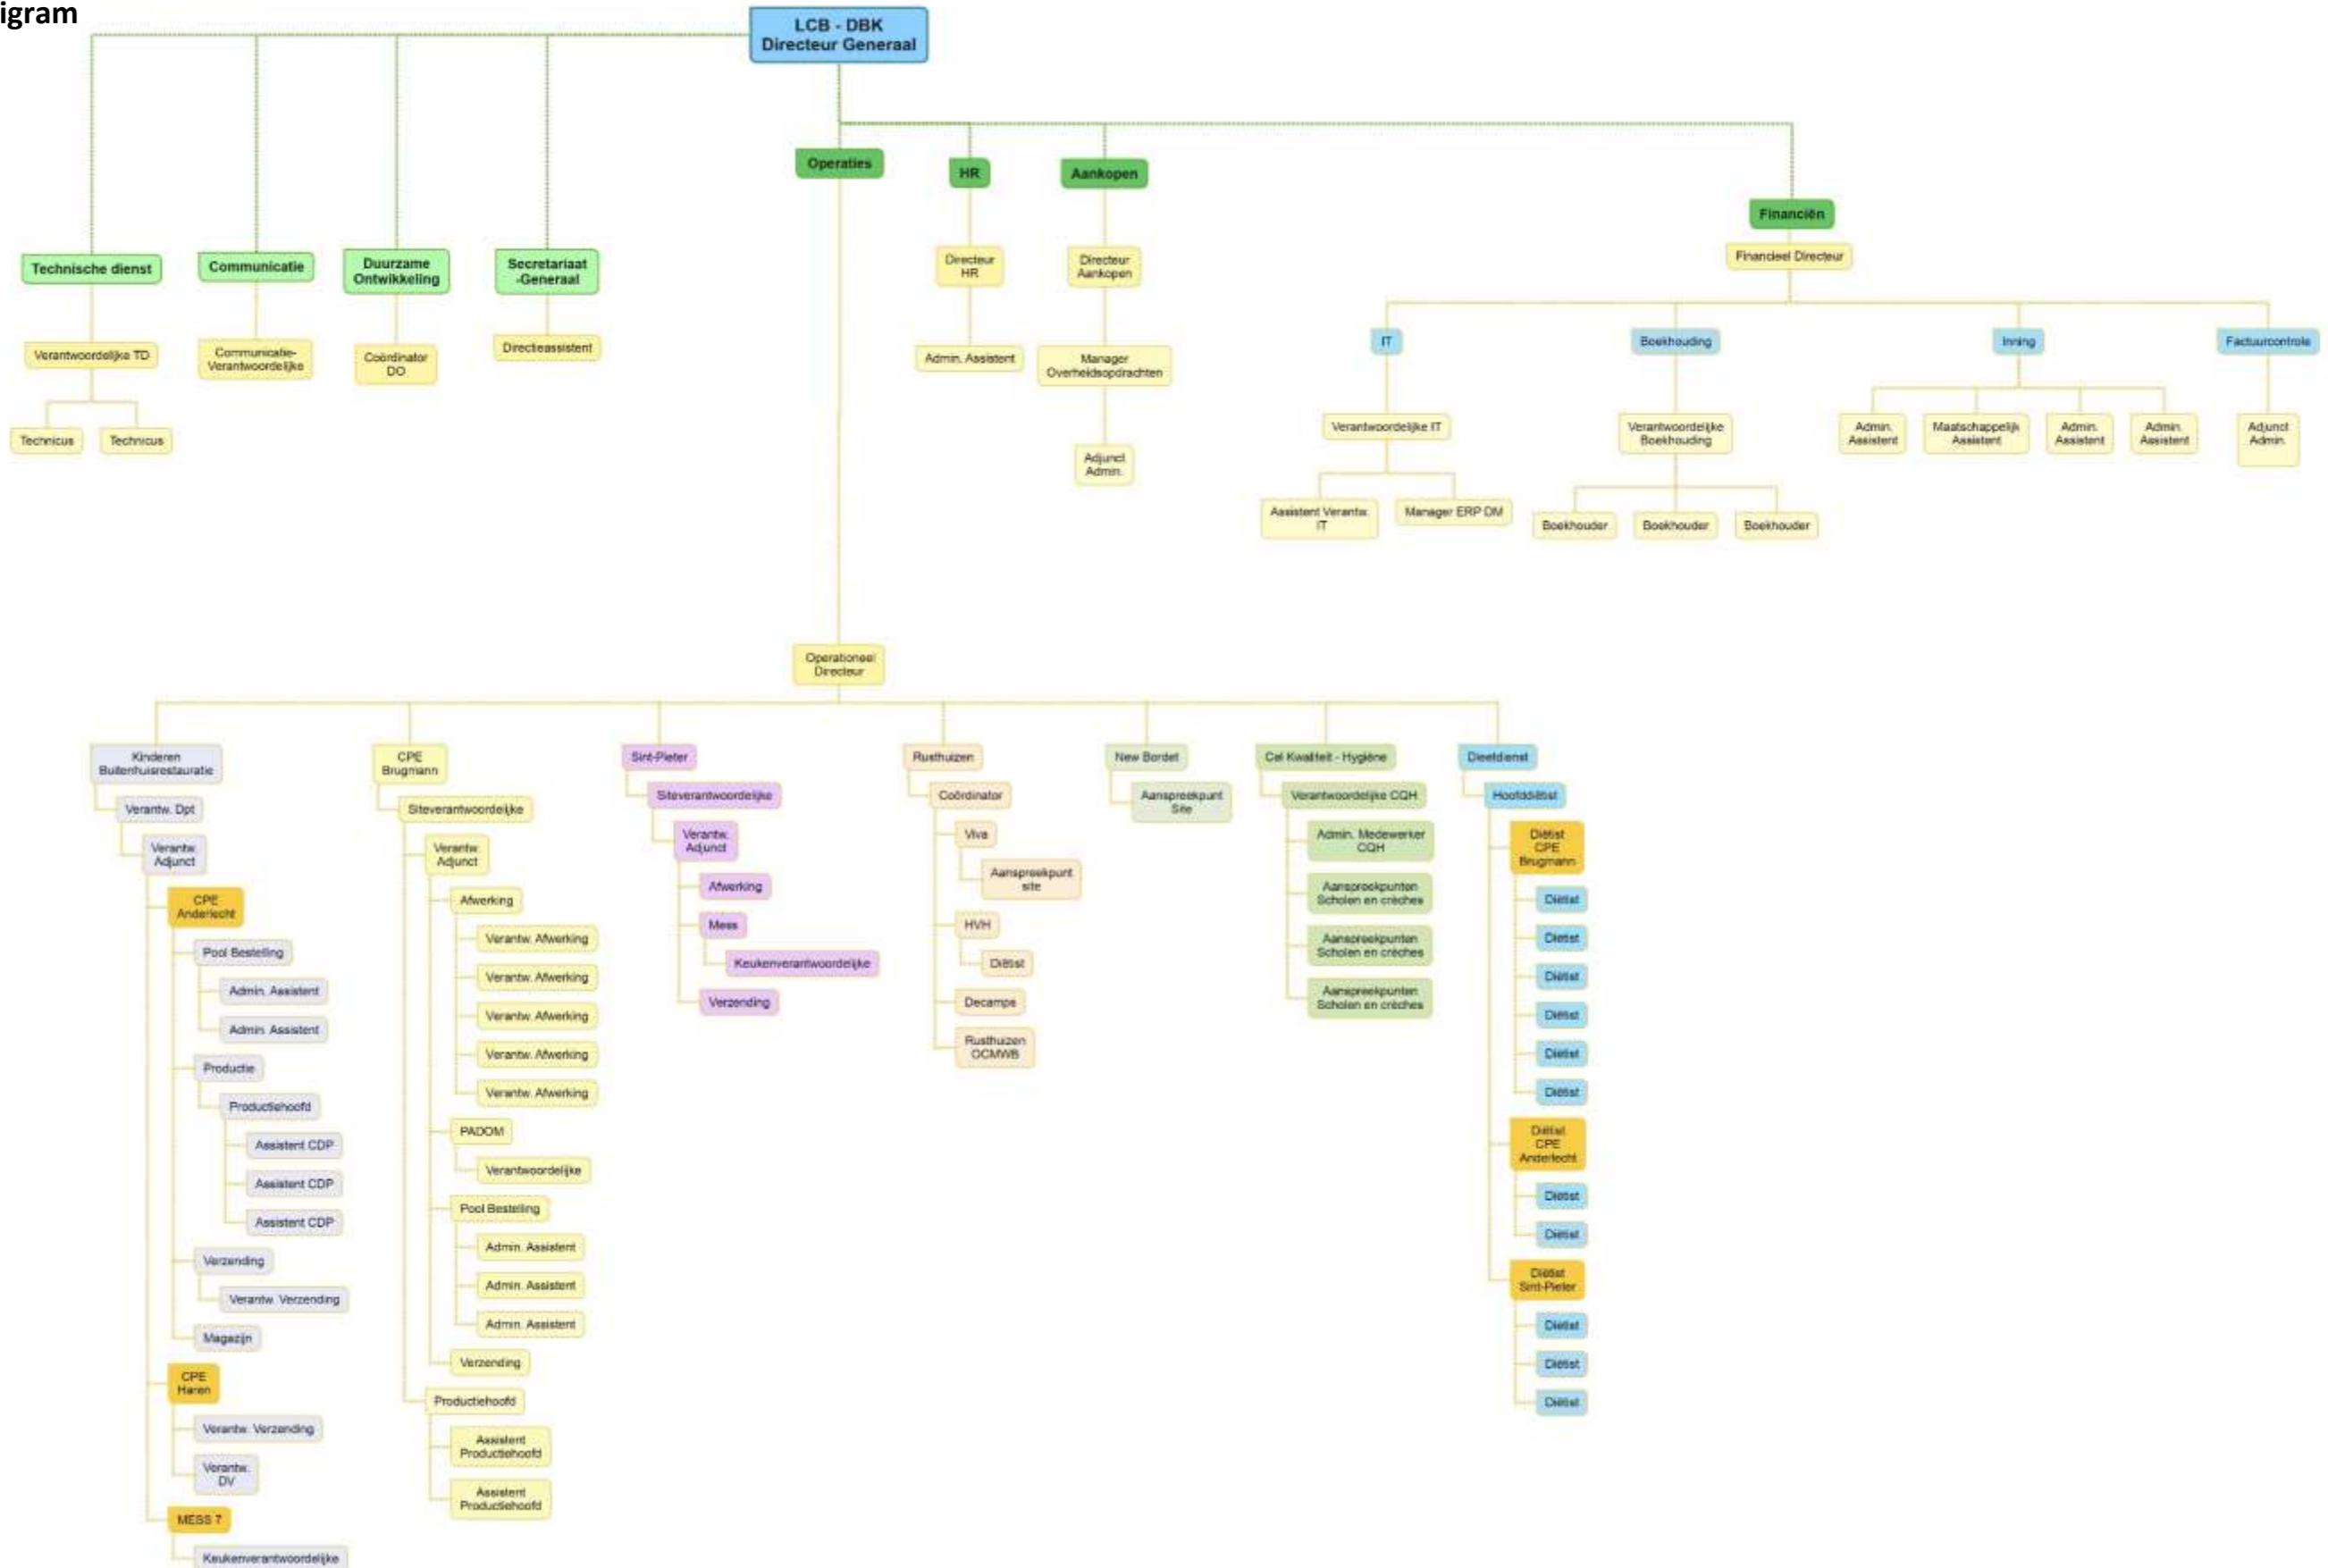 igram
LCB - DBK
Directeur Generaal
Operaties
HR
Aankopen
Financiën
Technische dienst
Communicatie
Duurzame
Ontwikkeling
Secretariaat
-Generaal
Directeur
HR
Directeur
Aankopen
Financieel Directeur
Verantwoordelijke TD
Communicatie-
Verantwoordelijke
Coördinator
DO
Directieassistent
Admin. Assistent
Manager
Overheidsopdrachten
IT
Boekhouding
Inning
Factuurcontrole
Technicus
Technicus
Adjunct
Admin.
Verantwoordelijke IT
Verantwoordelijke
Boekhouding
Admin.
Assistent
Maatschappelijk
Assistent
Admin.
Assistent
Admin.
Assistent
Adjunct
Admin.
Assistent Verantw.
IT
Manager ERP DM
Boekhouder
Boekhouder
Boekhouder
Operationeel
Directeur
Kinderen
Buitenhuisrestauratie
Verantw. Dpt
Verantw.
Adjunct
CPE
Anderlecht
Pool Bestelling
Admin. Assistent
Admin. Assistent
Productie
Productiehoofd
Assistent CDP
Assistent CDP
Assistent CDP
Verzending
Verantw. Verzending
Magazijn
CPE
Haren
Verantw. Verzending
Verantw.
DV
MESS ?
Keukenverantwoordelijke
CPE
Brugmann
Siteverantwoordelijke
Verantw.
Adjunct
Afwerking
Verantw. Afwerking
Verantw. Afwerking
Verantw. Afwerking
Verantw. Afwerking
Verantw. Afwerking
PADOM
Verantwoordelijke
Pool Bestelling
Admin. Assistent
Admin. Assistent
Admin. Assistent
Verzending
Productiehoofd
Assistent
Productiehoofd
Assistent
Productiehoofd
Sint-Pieter
Siteverantwoordelijke
Verantw.
Adjunct
Afwerking
Mess
Keukenverantwoordelijke
Verzending
Rusthuizen
Coördinator
Viva
Aanspreekpunt
site
HVH
Diëtist
Decamps
Rusthuizen
OCMWB
New Bordet
Aanspreekpunt
Site
Cel Kwaliteit - Hygiëne
Verantwoordelijke CQH
Admin. Medewerker
CQH
Aanspreekpunten
Scholen en crèches
Aanspreekpunten
Scholen en crèches
Aanspreekpunten
Scholen en crèches
Dieetdienst
Hoofddiëtist
Diëtist
CPE
Brugmann
Diëtist
Diëtist
Diëtist
Diëtist
Diëtist
Diëtist
Diëtist
CPE
Anderlecht
Diëtist
Diëtist
Diëtist
Sint-Pieter
Diëtist
Diëtist
Diëtist